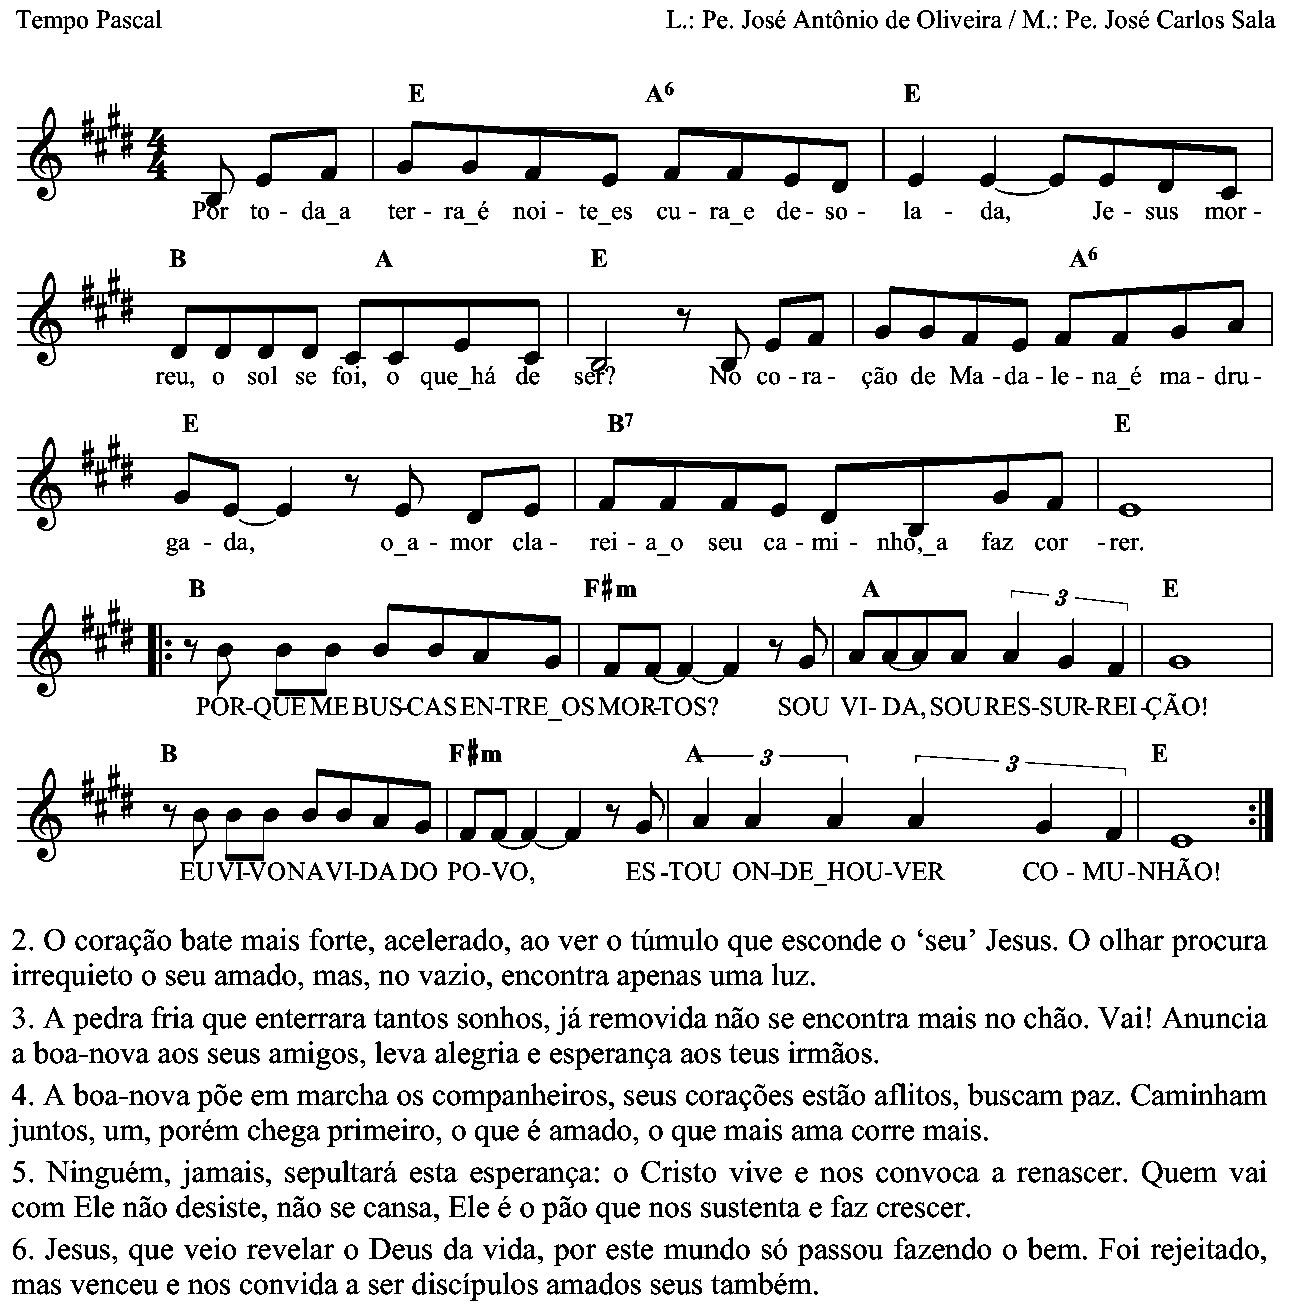 Tempo Pascal L.: Pe. José Antônio de Oliveira / M.: Pe. José Carlos Sala
E A6 E
4
4
Por to - da_a ter - ra_é noi - te_es cu - ra_e de - so - la - da, Je - sus mor -
B A E A6
reu, o sol se foi, o que_há de ser? No co - ra - ção de Ma - da - le - na_é ma - dru -
E B7 E
ga - da, o_a - mor cla - rei - a_o seu ca - mi - nho,_a faz cor - rer.
B F#m A 3 E
POR-QUE ME BUS-CAS EN-TRE_OS MOR-TOS? SOU VI- DA, SOU RES-SUR-REI-ÇÃO!
B F#m A 3 3 E
EU VI-VO NA VI-DA DO PO-VO, ES-TOU ON-DE_HOU-VER CO - MU-NHÃO!
2. O coração bate mais forte, acelerado, ao ver o túmulo que esconde o ‘seu’ Jesus. O olhar procura
irrequieto o seu amado, mas, no vazio, encontra apenas uma luz.
3. A pedra fria que enterrara tantos sonhos, já removida não se encontra mais no chão. Vai! Anuncia
a boa-nova aos seus amigos, leva alegria e esperança aos teus irmãos.
4. A boa-nova põe em marcha os companheiros, seus corações estão aflitos, buscam paz. Caminham
juntos, um, porém chega primeiro, o que é amado, o que mais ama corre mais.
5. Ninguém, jamais, sepultará esta esperança: o Cristo vive e nos convoca a renascer. Quem vai
com Ele não desiste, não se cansa, Ele é o pão que nos sustenta e faz crescer.
6. Jesus, que veio revelar o Deus da vida, por este mundo só passou fazendo o bem. Foi rejeitado,
mas venceu e nos convida a ser discípulos amados seus também.